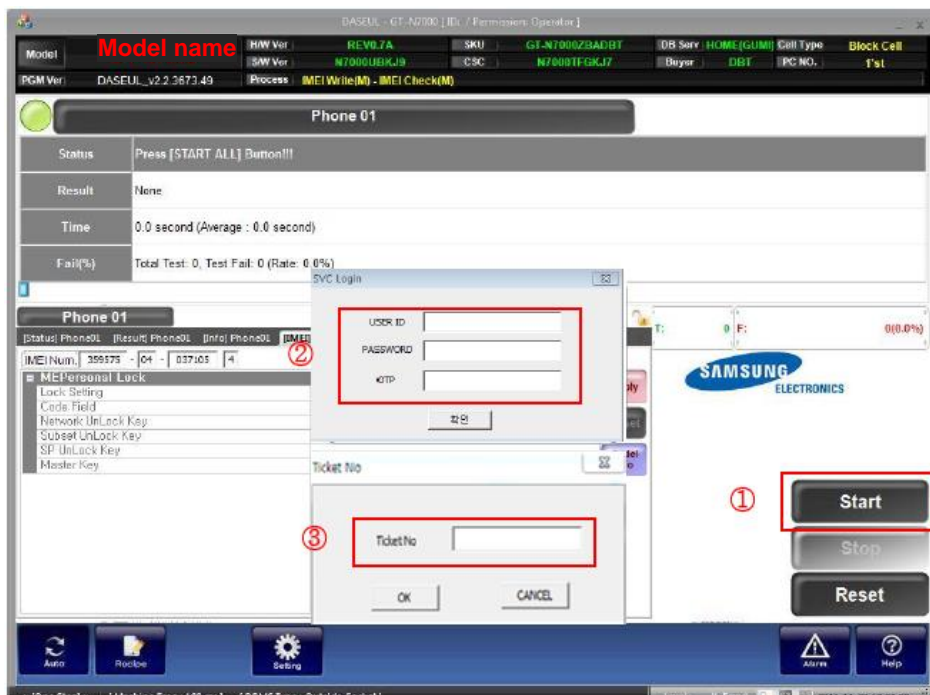 DASEUL - GT-N7000 [ ID: / Permission: Operator ]
Model Model name H/W Ver REV0.7A SKU GT-N7000ZBADBT DB Serv HOME(GUMI) Cell Type Block Cell
S/W Ver N7000UBKJ9 CSC N7000TFGKJ7 Buyer DBT PC NO. 1'st
PGM Ver DASEUL_v2.2.3673.49 Process IMEI Write(M) - IMEI Check(M)
Phone 01
Status Press [START ALL] Button!!!
Result None
Time 0.0 second (Average : 0.0 second)
Fail(%) Total Test: 0, Test Fail: 0 (Rate: 0.0%)
SVC Login
Phone 01
T: 0 F: 0(0.0%)
[Status] Phone01 [Result] Phone01 [Info] Phone01
②
USER ID
PASSWORD
OTP
확인
IMEI Num. 359575 - 04 - 037105 4
MEPersonal Lock
Lock Setting
Code Field
Network UnLock Key
Subset UnLock Key
SP UnLock Key
Master Key
SAMSUNG
ELECTRONICS
Ticket No
③
Ticket No
OK CANCEL
①
Start
Stop
Reset
Auto Setting Alarm Help